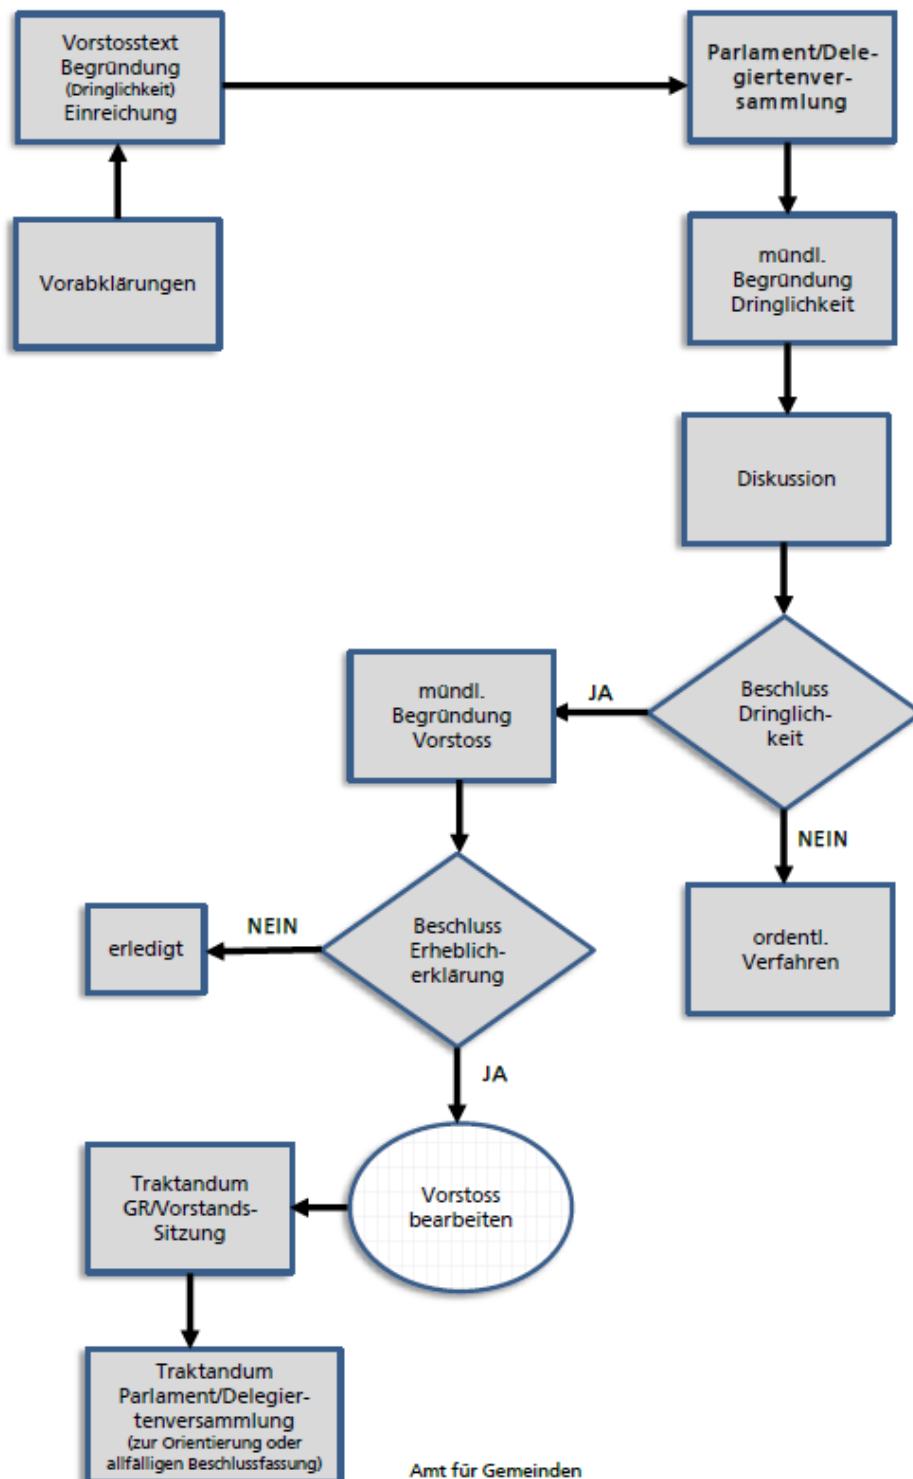 Vorstosstext
Begründung
(Dringlichkeit)
Einreichung
Parlament/Dele-
giertenver-
sammlung
Vorabklärungen
mündl.
Begründung
Dringlichkeit
Diskussion
Beschluss
Dringlich-
keit
JA
mündl.
Begründung
Vorstoss
NEIN
ordentl.
Verfahren
Beschluss
Erheblich-
erklärung
NEIN
erledigt
JA
Vorstoss
bearbeiten
Traktandum
GR/Vorstands-
Sitzung
Traktandum
Parlament/Delegier-
tenversammlung
(zur Orientierung oder
allfälligen Beschlussfassung)
Amt für Gemeinden